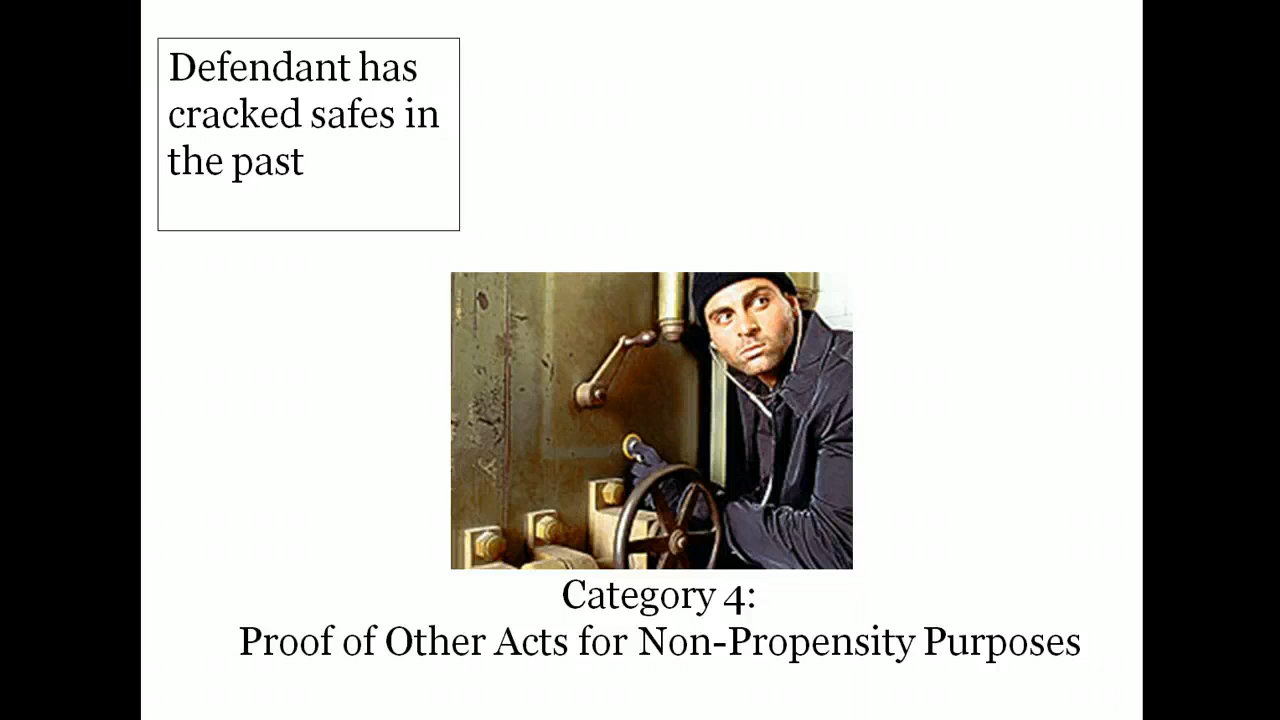 Defendant has
cracked safes in
the past
Category 4:
Proof of Other Acts for Non-Propensity Purposes